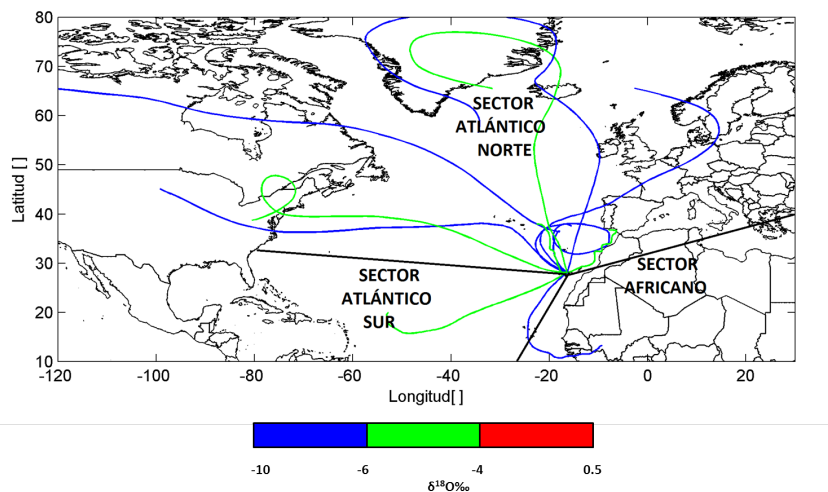 80
70
60
50
40
30
20
10
Latitud [ ]
SECTOR
ATLÁNTICO
NORTE
SECTOR
ATLÁNTICO
SUR
SECTOR
AFRICANO
-120 -100 -80 -60 -40 -20 0 20
Longitud[ ]
-10 -6 -4 0.5
δ¹⁸O‰